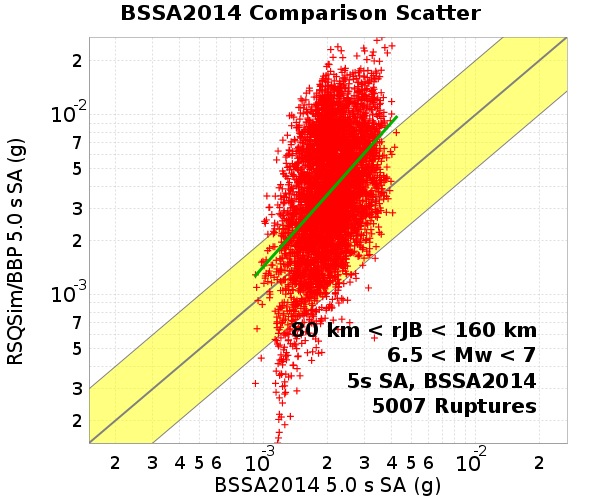 BSSA2014 Comparison Scatter
RSQSim/BBP 5.0 s SA (g)
2
10-2
7
5
3
2
10-3
7
5
3
2
80 km < rJB < 160 km
6.5 < Mw < 7
5s SA, BSSA2014
5007 Ruptures
2 3 4 5 6 10-3 2 3 4 5 6 10-2 2
BSSA2014 5.0 s SA (g)